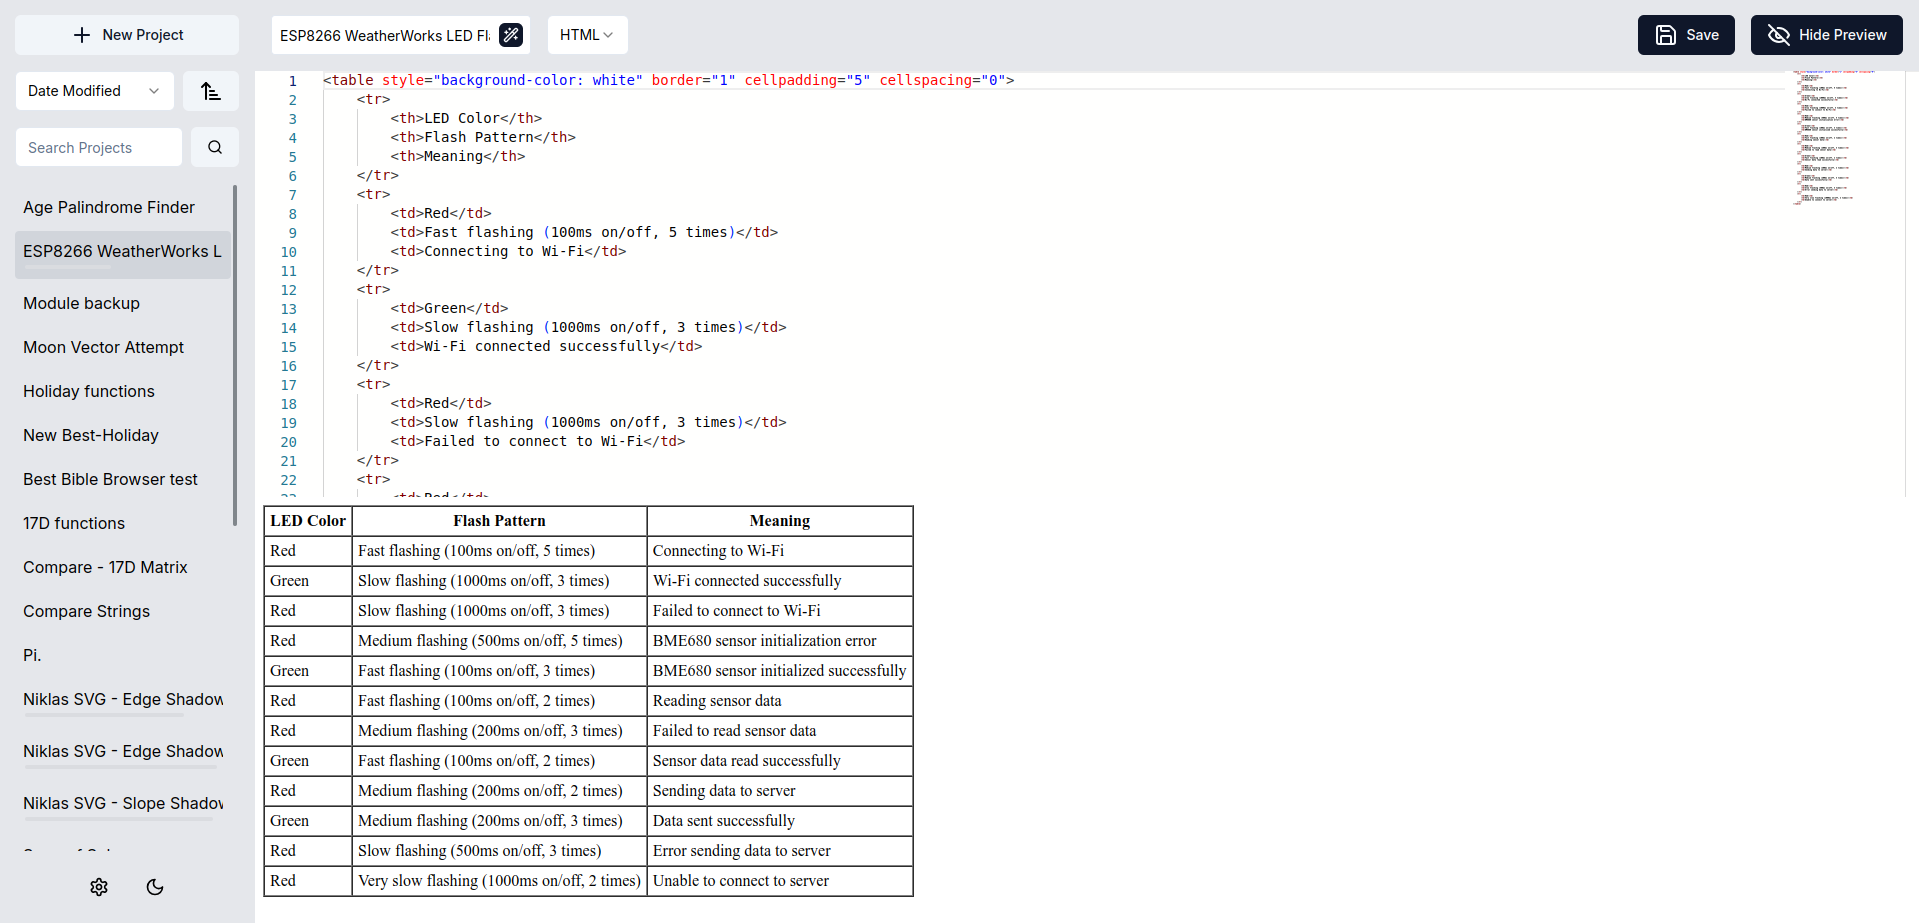 New Project
ESP8266 WeatherWorks LED Fl
HTML
Save
Hide Preview
Date Modified
Search Projects
Age Palindrome Finder
ESP8266 WeatherWorks L
Module backup
Moon Vector Attempt
Holiday functions
New Best-Holiday
Best Bible Browser test
17D functions
Compare - 17D Matrix
Compare Strings
Pi.
Niklas SVG - Edge Shadow
Niklas SVG - Edge Shadow
Niklas SVG - Slope Shadow
1 <table style="background-color: white" border="1" cellpadding="5" cellspacing="0">
2 <tr>
3 <th>LED Color</th>
4 <th>Flash Pattern</th>
5 <th>Meaning</th>
6 </tr>
7 <tr>
8 <td>Red</td>
9 <td>Fast flashing (100ms on/off, 5 times)</td>
10 <td>Connecting to Wi-Fi</td>
11 </tr>
12 <tr>
13 <td>Green</td>
14 <td>Slow flashing (1000ms on/off, 3 times)</td>
15 <td>Wi-Fi connected successfully</td>
16 </tr>
17 <tr>
18 <td>Red</td>
19 <td>Slow flashing (1000ms on/off, 3 times)</td>
20 <td>Failed to connect to Wi-Fi</td>
21 </tr>
22 <tr>
23 <td>Red</td>
LED Color Flash Pattern Meaning
Red Fast flashing (100ms on/off, 5 times) Connecting to Wi-Fi
Green Slow flashing (1000ms on/off, 3 times) Wi-Fi connected successfully
Red Slow flashing (1000ms on/off, 3 times) Failed to connect to Wi-Fi
Red Medium flashing (500ms on/off, 5 times) BME680 sensor initialization error
Green Fast flashing (100ms on/off, 3 times) BME680 sensor initialized successfully
Red Fast flashing (100ms on/off, 2 times) Reading sensor data
Red Medium flashing (200ms on/off, 3 times) Failed to read sensor data
Green Fast flashing (100ms on/off, 2 times) Sensor data read successfully
Red Medium flashing (200ms on/off, 2 times) Sending data to server
Green Medium flashing (200ms on/off, 3 times) Data sent successfully
Red Slow flashing (500ms on/off, 3 times) Error sending data to server
Red Very slow flashing (1000ms on/off, 2 times) Unable to connect to server